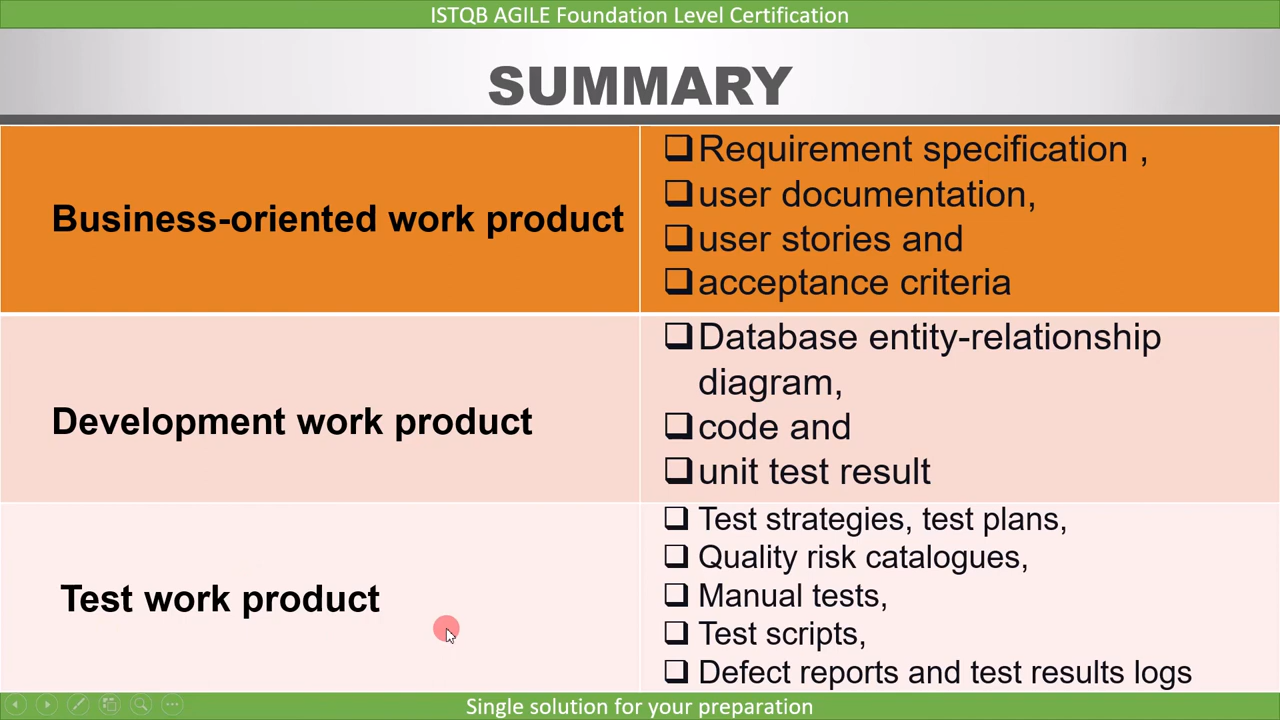 ISTQB AGILE Foundation Level Certification
SUMMARY
Business-oriented work product
Requirement specification ,
user documentation,
user stories and
acceptance criteria
Development work product
Database entity-relationship
diagram,
code and
unit test result
Test work product
Test strategies, test plans,
Quality risk catalogues,
Manual tests,
Test scripts,
Defect reports and test results logs
Single solution for your preparation